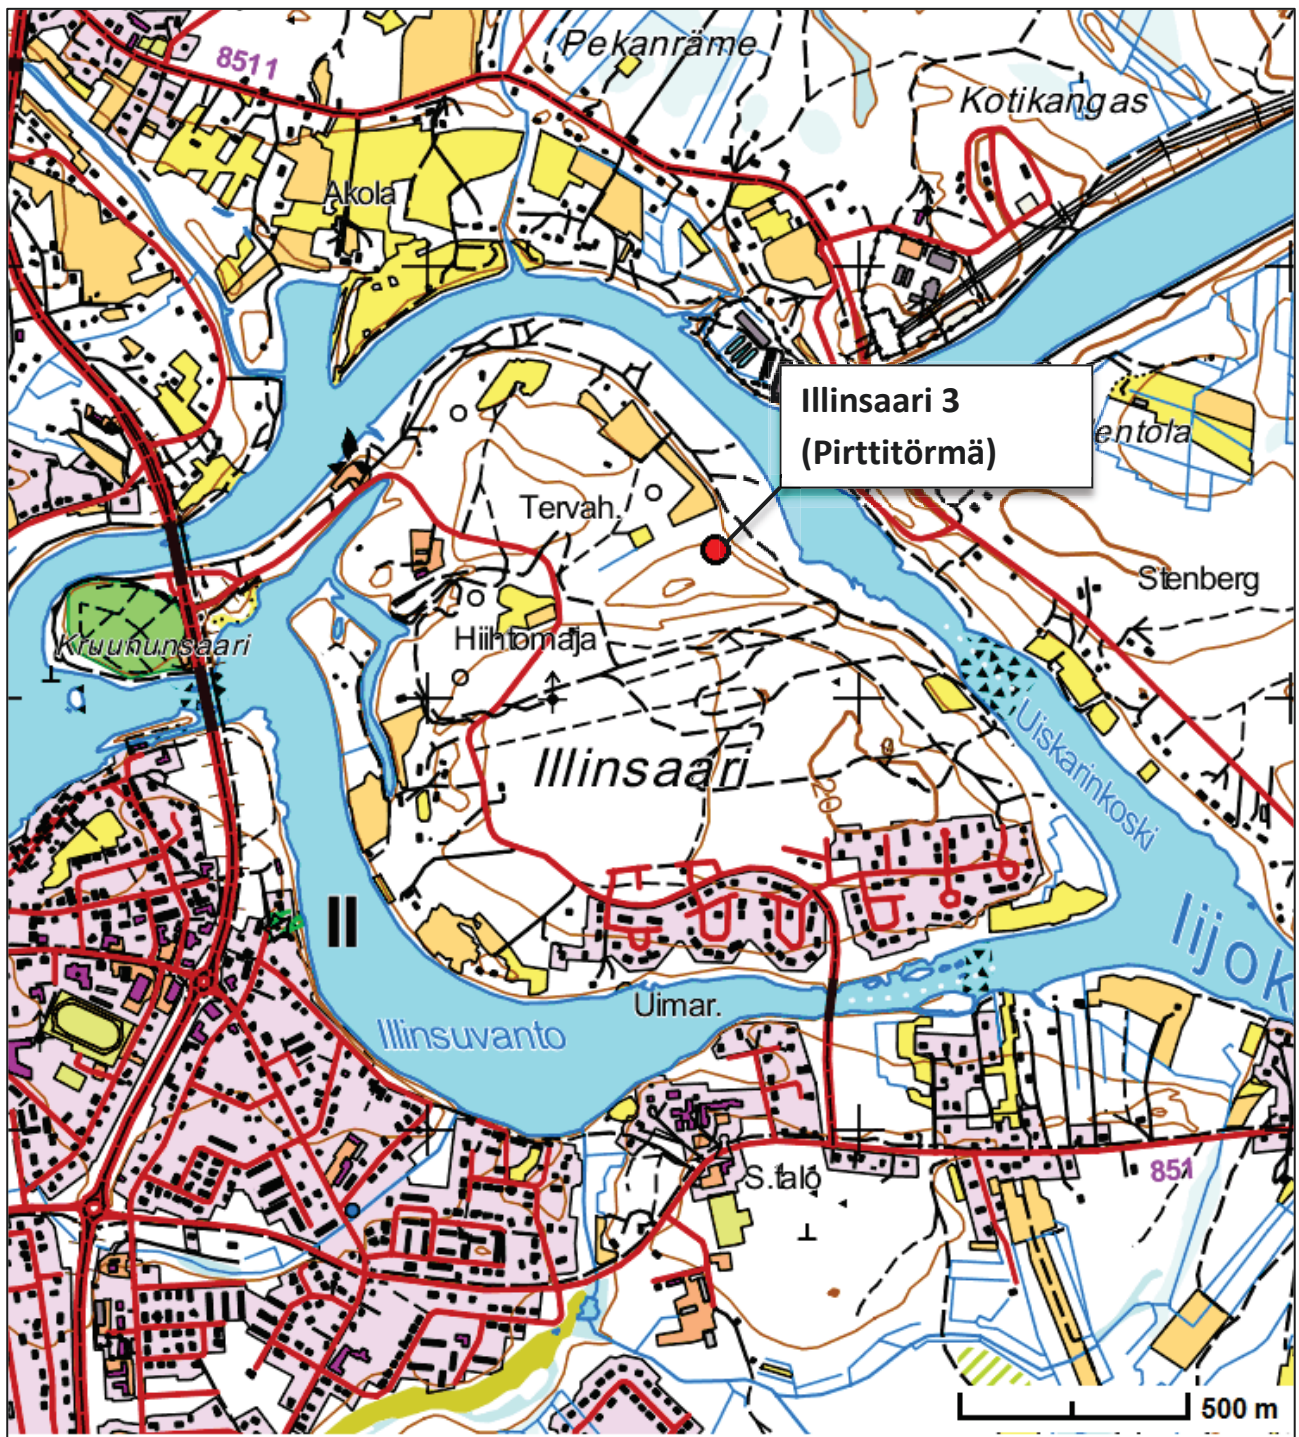 Pekanräme
8511
Kotikangas
Akola
Illinsaari 3
(Pirttitörmä)
entola
Tervah.
Stenberg
Kruununsaari
Hiihtomaja
Illinsaari
Uiskarinkoski
20
II
Iijok
Uimar.
Illinsuvanto
S.talo
851
500 m